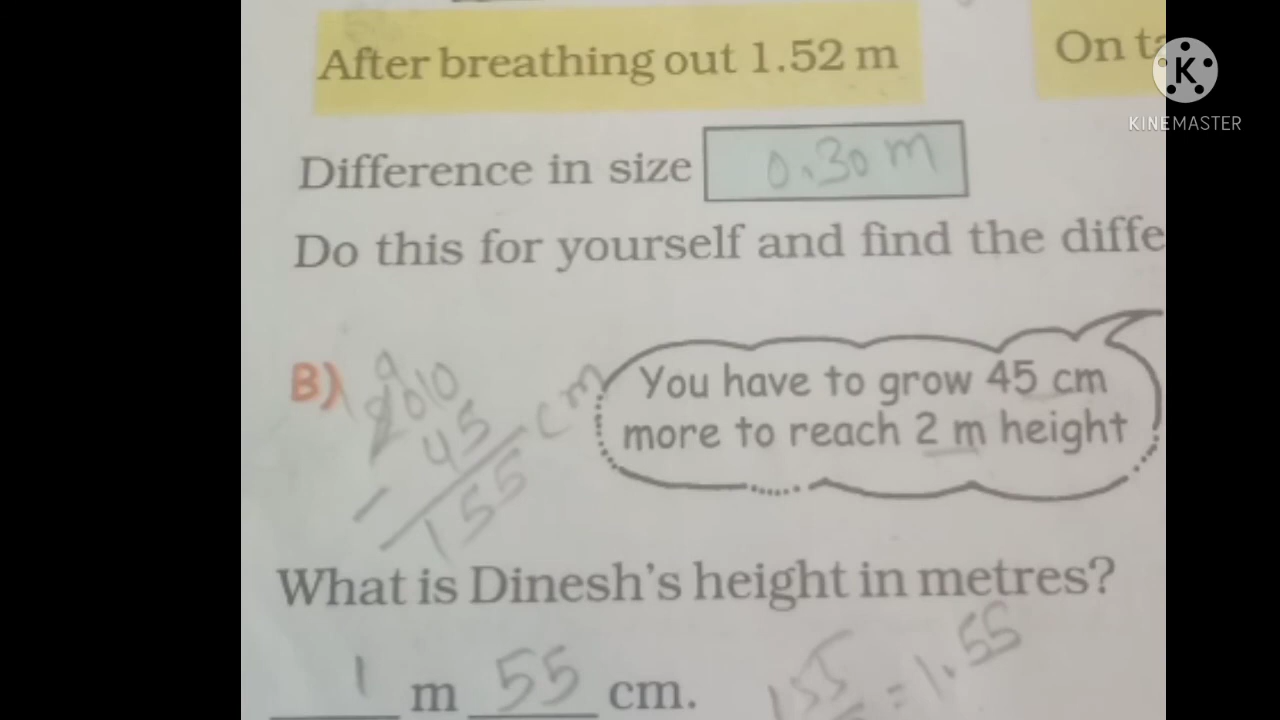 After breathing out 1.52 m
On ta
KINEMASTER
Difference in size 0.30 m
Do this for yourself and find the diffe
B)
45
155 cm
You have to grow 45 cm
more to reach 2 m height
What is Dinesh's height in metres?
1 m 55 cm.
155 = 1.55